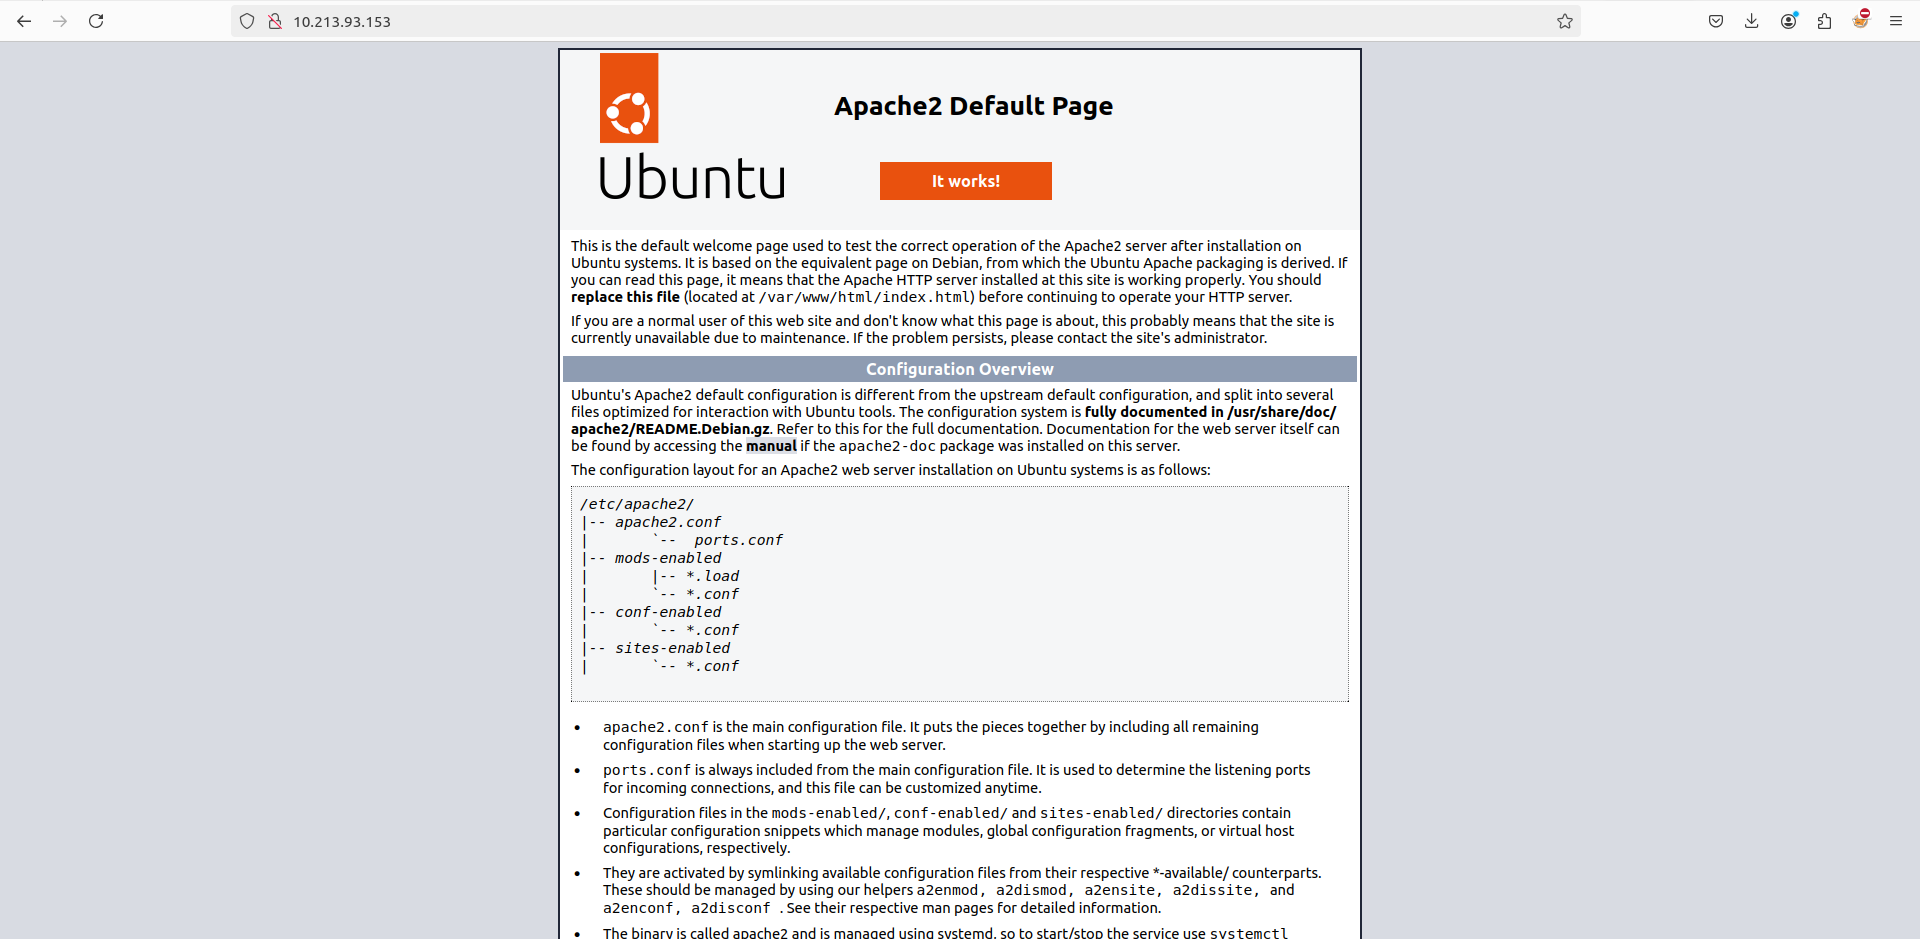 10.213.93.153
Apache2 Default Page
Ubuntu
It works!
This is the default welcome page used to test the correct operation of the Apache2 server after installation on
Ubuntu systems. It is based on the equivalent page on Debian, from which the Ubuntu Apache packaging is derived. If
you can read this page, it means that the Apache HTTP server installed at this site is working properly. You should
replace this file (located at /var/www/html/index.html) before continuing to operate your HTTP server.
If you are a normal user of this web site and don't know what this page is about, this probably means that the site is
currently unavailable due to maintenance. If the problem persists, please contact the site's administrator.
Configuration Overview
Ubuntu's Apache2 default configuration is different from the upstream default configuration, and split into several
files optimized for interaction with Ubuntu tools. The configuration system is fully documented in /usr/share/doc/
apache2/README.Debian.gz. Refer to this for the full documentation. Documentation for the web server itself can
be found by accessing the manual if the apache2-doc package was installed on this server.
The configuration layout for an Apache2 web server installation on Ubuntu systems is as follows:
/etc/apache2/
|-- apache2.conf
|       `--  ports.conf
|-- mods-enabled
|       |-- *.load
|       `-- *.conf
|-- conf-enabled
|       `-- *.conf
|-- sites-enabled
|       `-- *.conf
• apache2.conf is the main configuration file. It puts the pieces together by including all remaining
configuration files when starting up the web server.
• ports.conf is always included from the main configuration file. It is used to determine the listening ports
for incoming connections, and this file can be customized anytime.
• Configuration files in the mods-enabled/, conf-enabled/ and sites-enabled/ directories contain
particular configuration snippets which manage modules, global configuration fragments, or virtual host
configurations, respectively.
• They are activated by symlinking available configuration files from their respective *-available/ counterparts.
These should be managed by using our helpers a2enmod, a2dismod, a2ensite, a2dissite, and
a2enconf, a2disconf . See their respective man pages for detailed information.
• The binary is called apache2 and is managed using systemd, so to start/stop the service use systemctl